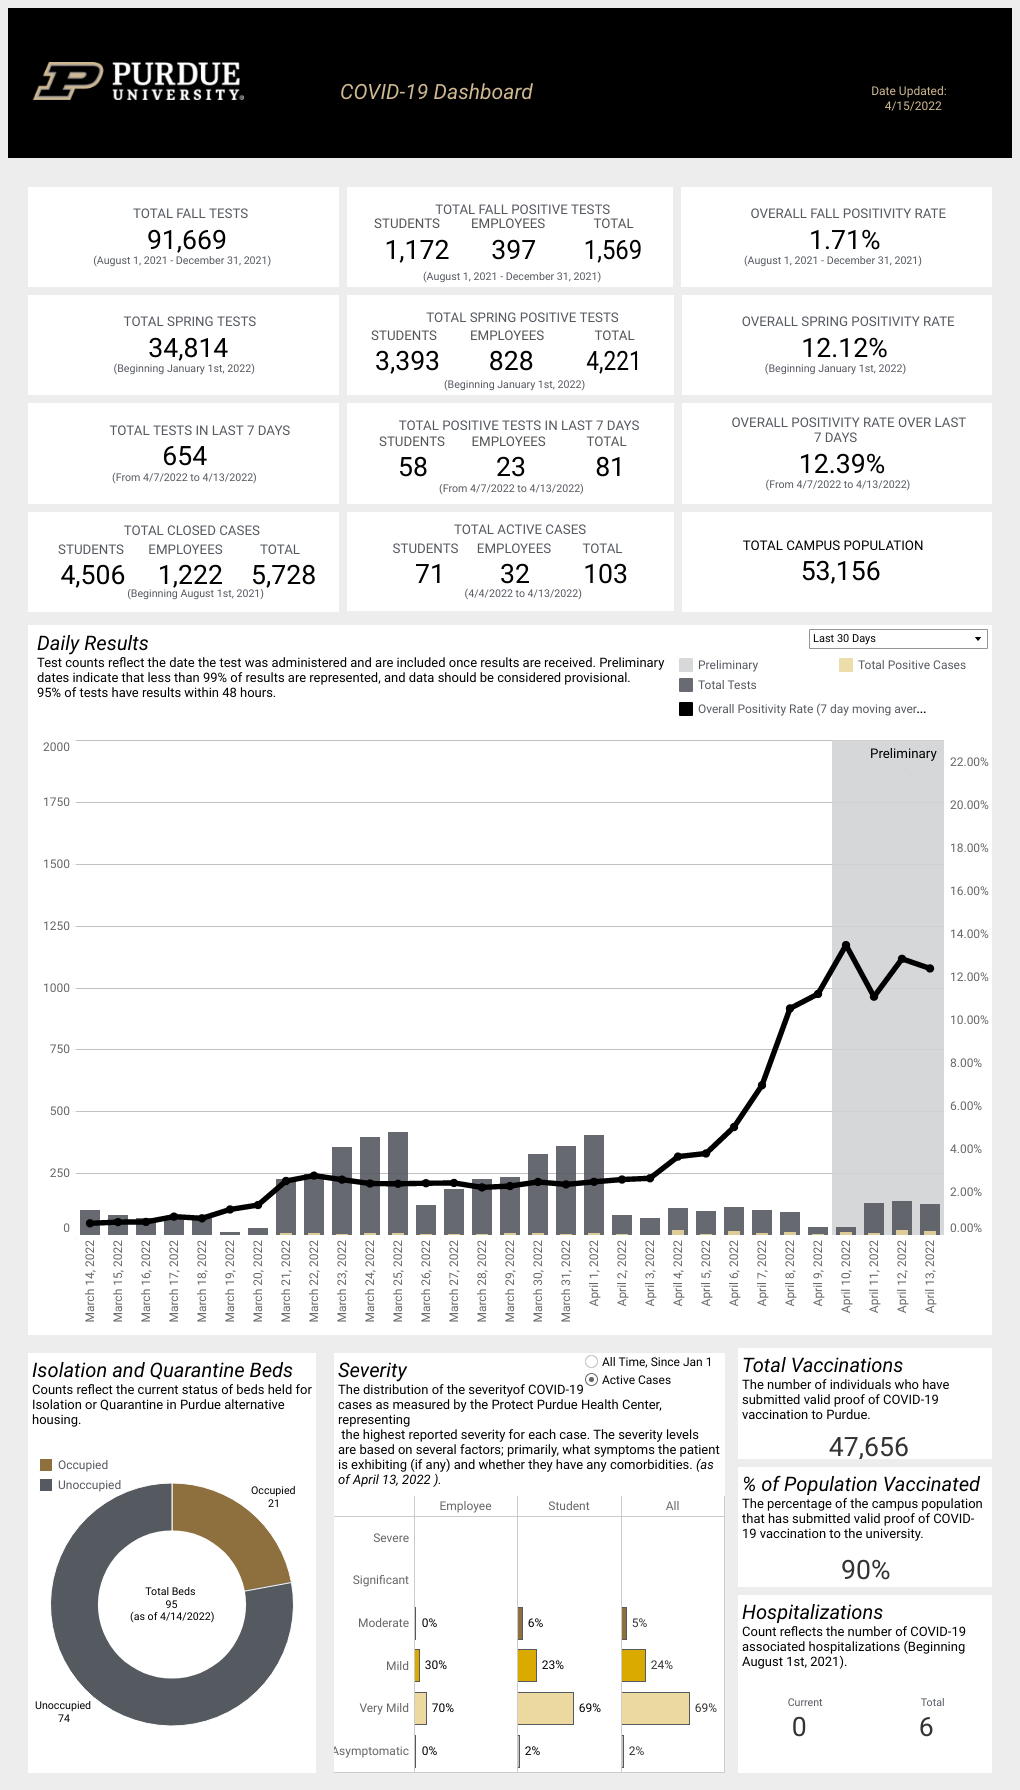 PURDUE
UNIVERSITY®
COVID-19 Dashboard
Date Updated:
4/15/2022
TOTAL FALL TESTS
91,669
(August 1, 2021 - December 31, 2021)
TOTAL FALL POSITIVE TESTS
STUDENTS EMPLOYEES TOTAL
1,172 397 1,569
(August 1, 2021 - December 31, 2021)
OVERALL FALL POSITIVITY RATE
1.71%
(August 1, 2021 - December 31, 2021)
TOTAL SPRING TESTS
34,814
(Beginning January 1st, 2022)
TOTAL SPRING POSITIVE TESTS
STUDENTS EMPLOYEES TOTAL
3,393 828 4,221
(Beginning January 1st, 2022)
OVERALL SPRING POSITIVITY RATE
12.12%
(Beginning January 1st, 2022)
TOTAL TESTS IN LAST 7 DAYS
654
(From 4/7/2022 to 4/13/2022)
TOTAL POSITIVE TESTS IN LAST 7 DAYS
STUDENTS EMPLOYEES TOTAL
58 23 81
(From 4/7/2022 to 4/13/2022)
OVERALL POSITIVITY RATE OVER LAST
7 DAYS
12.39%
(From 4/7/2022 to 4/13/2022)
TOTAL CLOSED CASES
STUDENTS EMPLOYEES TOTAL
4,506 1,222 5,728
(Beginning August 1st, 2021)
TOTAL ACTIVE CASES
STUDENTS EMPLOYEES TOTAL
71 32 103
(4/4/2022 to 4/13/2022)
TOTAL CAMPUS POPULATION
53,156
Daily Results
Test counts reflect the date the test was administered and are included once results are received. Preliminary
dates indicate that less than 99% of results are represented, and data should be considered provisional.
95% of tests have results within 48 hours.
Last 30 Days
Preliminary
Total Positive Cases
Total Tests
Overall Positivity Rate (7 day moving aver...
Preliminary
2000
1750
1500
1250
1000
750
500
250
0
22.00%
20.00%
18.00%
16.00%
14.00%
12.00%
10.00%
8.00%
6.00%
4.00%
2.00%
0.00%
March 14, 2022
March 15, 2022
March 16, 2022
March 17, 2022
March 18, 2022
March 19, 2022
March 20, 2022
March 21, 2022
March 22, 2022
March 23, 2022
March 24, 2022
March 25, 2022
March 26, 2022
March 27, 2022
March 28, 2022
March 29, 2022
March 30, 2022
March 31, 2022
April 1, 2022
April 2, 2022
April 3, 2022
April 4, 2022
April 5, 2022
April 6, 2022
April 7, 2022
April 8, 2022
April 9, 2022
April 10, 2022
April 11, 2022
April 12, 2022
April 13, 2022
Isolation and Quarantine Beds
Counts reflect the current status of beds held for
Isolation or Quarantine in Purdue alternative
housing.
Occupied
Unoccupied
Occupied
21
Total Beds
95
(as of 4/14/2022)
Unoccupied
74
Severity
All Time, Since Jan 1
Active Cases
The distribution of the severityof COVID-19
cases as measured by the Protect Purdue Health Center,
representing
the highest reported severity for each case. The severity levels
are based on several factors; primarily, what symptoms the patient
is exhibiting (if any) and whether they have any comorbidities. (as
of April 13, 2022 ).
Employee Student All
Severe
Significant
Moderate 0% 6% 5%
Mild 30% 23% 24%
Very Mild 70% 69% 69%
Asymptomatic 0% 2% 2%
Total Vaccinations
The number of individuals who have
submitted valid proof of COVID-19
vaccination to Purdue.
47,656
% of Population Vaccinated
The percentage of the campus population
that has submitted valid proof of COVID-
19 vaccination to the university.
90%
Hospitalizations
Count reflects the number of COVID-19
associated hospitalizations (Beginning
August 1st, 2021).
Current Total
0 6